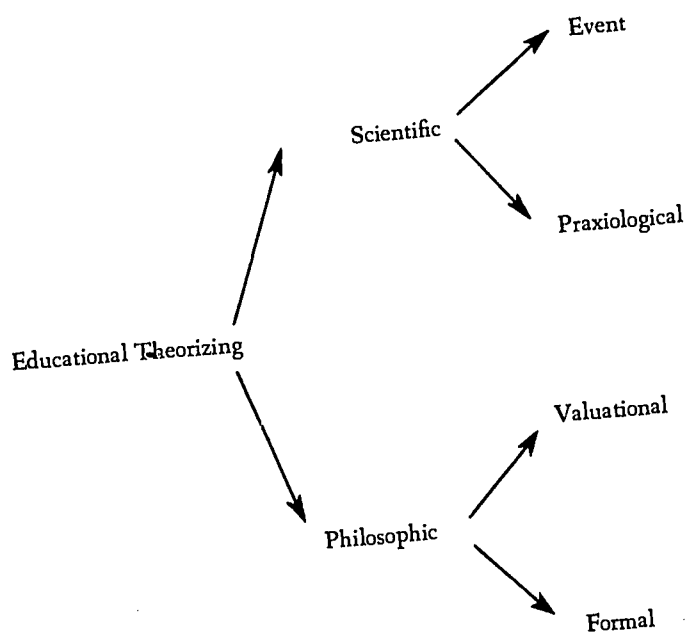 Event
Scientific
Praxiological
Educational Theorizing
Valuational
Philosophic
Formal